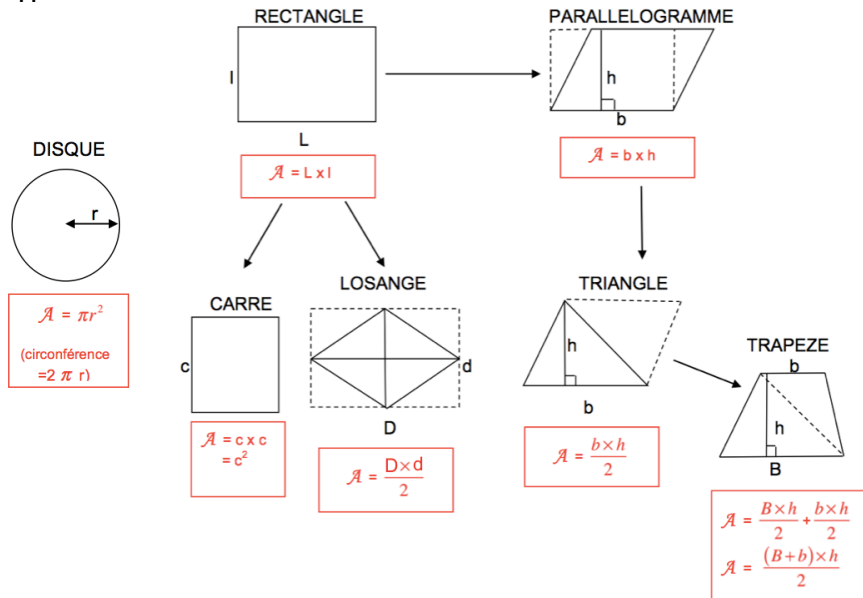 RECTANGLE
l
L
𝒜 = L x l
PARALLELOGRAMME
h
b
𝒜 = b x h
DISQUE
r
𝒜 = πr²
(circonférence
=2 π r)
CARRE
c
𝒜 = c x c
= c²
LOSANGE
d
D
𝒜 = D×d/2
TRIANGLE
h
b
𝒜 = b×h/2
TRAPEZE
b
h
B
𝒜 = B×h/2 + b×h/2
𝒜 = (B+b)×h/2